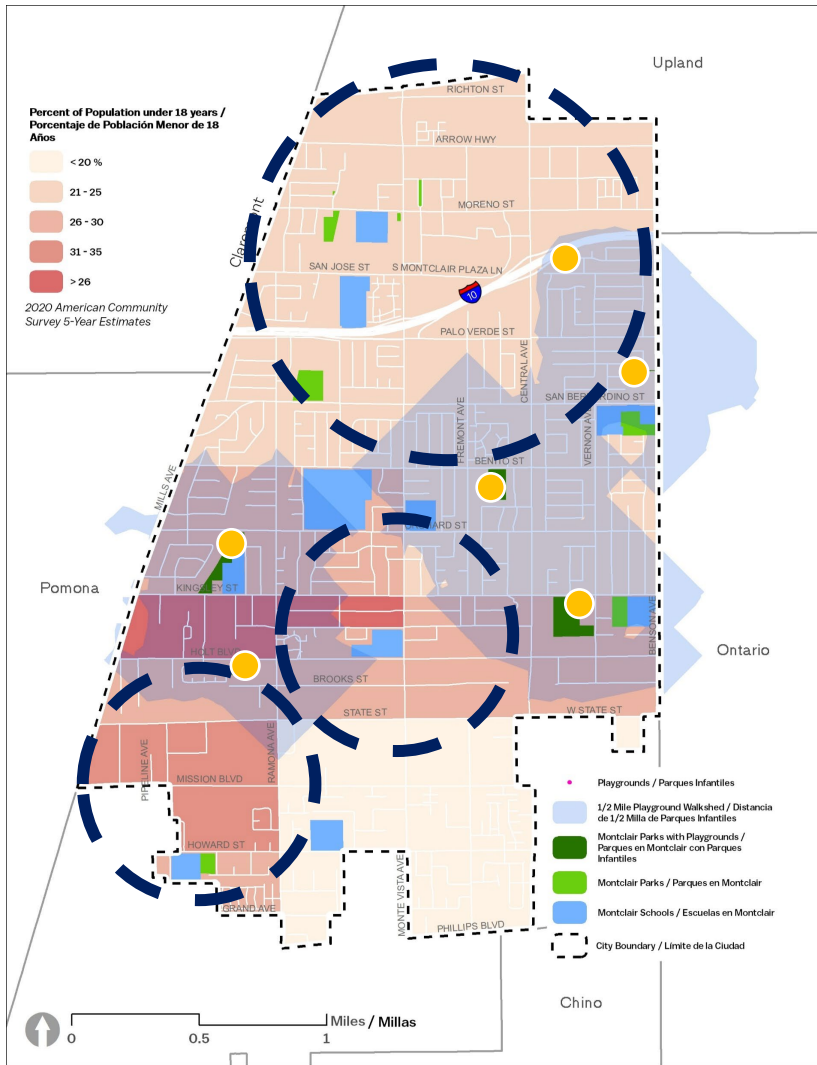 Upland
Percent of Population under 18 years /
Porcentaje de Población Menor de 18
Años
< 20 %
21 - 25
26 - 30
31 - 35
> 26
2020 American Community
Survey 5-Year Estimates
RICHTON ST
ARROW HWY
MORENO ST
SAN JOSE ST
S MONTCLAIR PLAZA LN
10
PALO VERDE ST
CENTRAL AVE
SAN BERNARDINO ST
FREMONT AVE
VERNON AVE
BENITO ST
MILLS AVE
Pomona
KINGSLEY ST
HOLT BLVD
BENSON AVE
Ontario
BROOKS ST
STATE ST
W STATE ST
PIPELINE AVE
RAMONA AVE
MISSION BLVD
HOWARD ST
MONTE VISTA AVE
GRAND AVE
PHILLIPS BLVD
Playgrounds / Parques Infantiles
1/2 Mile Playground Walkshed / Distancia
de 1/2 Milla de Parques Infantiles
Montclair Parks with Playgrounds /
Parques en Montclair con Parques
Infantiles
Montclair Parks / Parques en Montclair
Montclair Schools / Escuelas en Montclair
City Boundary / Límite de la Ciudad
Chino
Miles / Millas
0
0.5
1